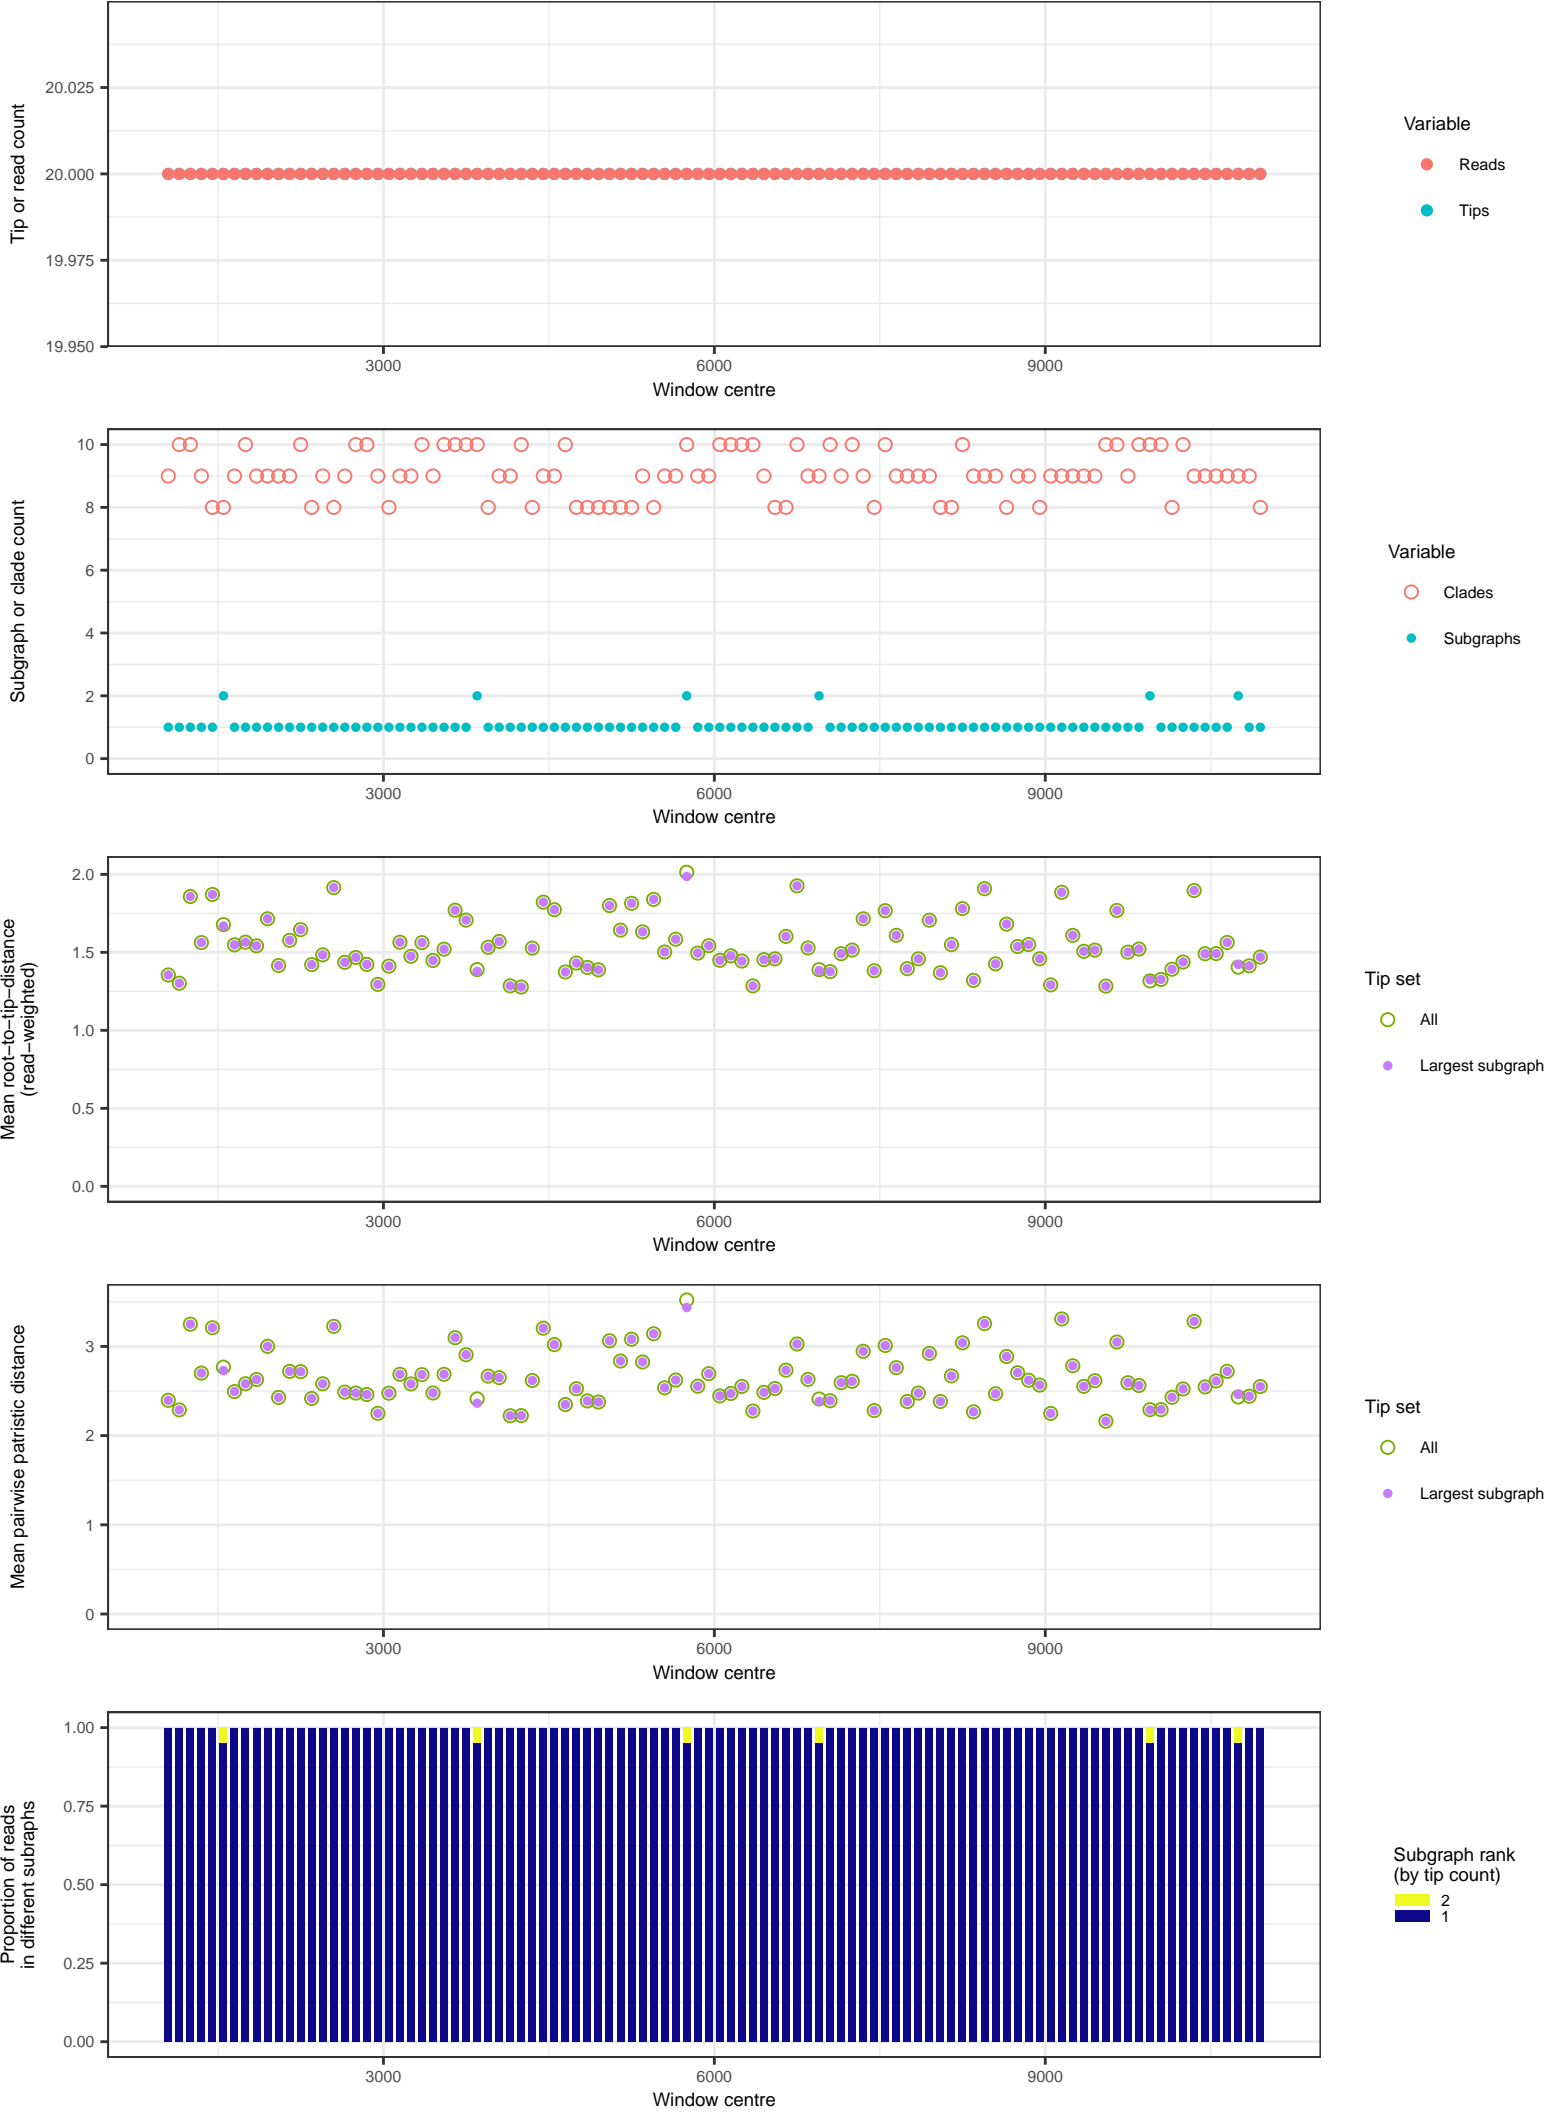 20.025
20.000
19.975
19.950
Tip or read count
3000 6000 9000
Window centre
Variable
Reads
Tips
10
8
6
4
2
0
Subgraph or clade count
3000 6000 9000
Window centre
Variable
Clades
Subgraphs
2.0
1.5
1.0
0.5
0.0
Mean root−to−tip−distance
(read−weighted)
3000 6000 9000
Window centre
Tip set
All
Largest subgraph
3
2
1
0
Mean pairwise patristic distance
3000 6000 9000
Window centre
Tip set
All
Largest subgraph
1.00
0.75
0.50
0.25
0.00
Proportion of reads
in different subraphs
3000 6000 9000
Window centre
Subgraph rank
(by tip count)
2
1